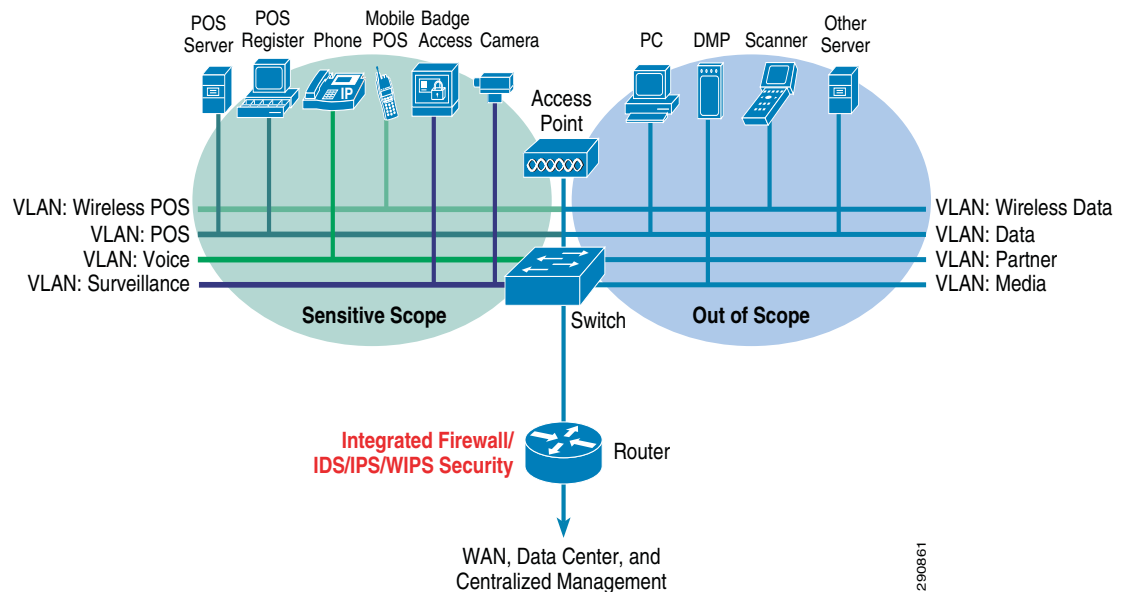 POS
Server
POS
Register
Phone
Mobile
POS
Badge
Access
Camera
PC
DMP
Scanner
Other
Server
IP
Access
Point
VLAN: Wireless POS
VLAN: POS
VLAN: Voice
VLAN: Surveillance
VLAN: Wireless Data
VLAN: Data
VLAN: Partner
VLAN: Media
Sensitive Scope
Switch
Out of Scope
Integrated Firewall/
IDS/IPS/WIPS Security
Router
WAN, Data Center, and
Centralized Management
290861